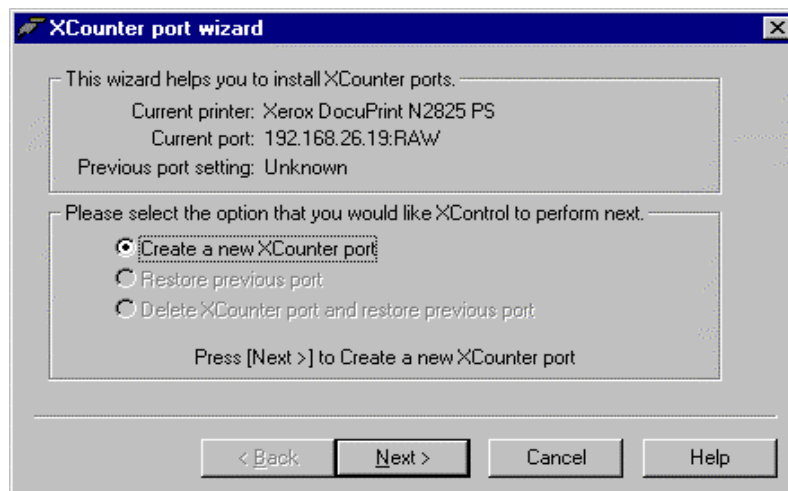 XCounter port wizard
This wizard helps you to install XCounter ports.
Current printer: Xerox DocuPrint N2825 PS
Current port: 192.168.26.19:RAW
Previous port setting: Unknown
Please select the option that you would like XControl to perform next.
Create a new XCounter port
Restore previous port
Delete XCounter port and restore previous port
Press [Next >] to Create a new XCounter port
< Back Next > Cancel Help